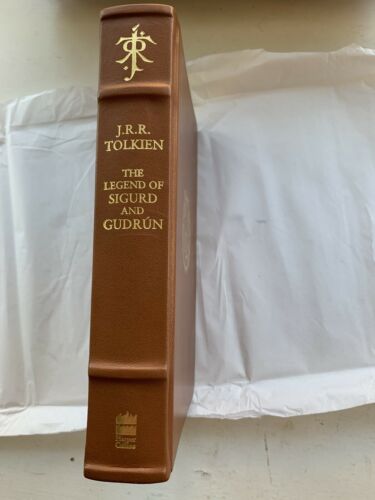 J.R.R.
TOLKIEN
THE
LEGEND OF
SIGURD
AND
GUDRÚN
Harper
Collins